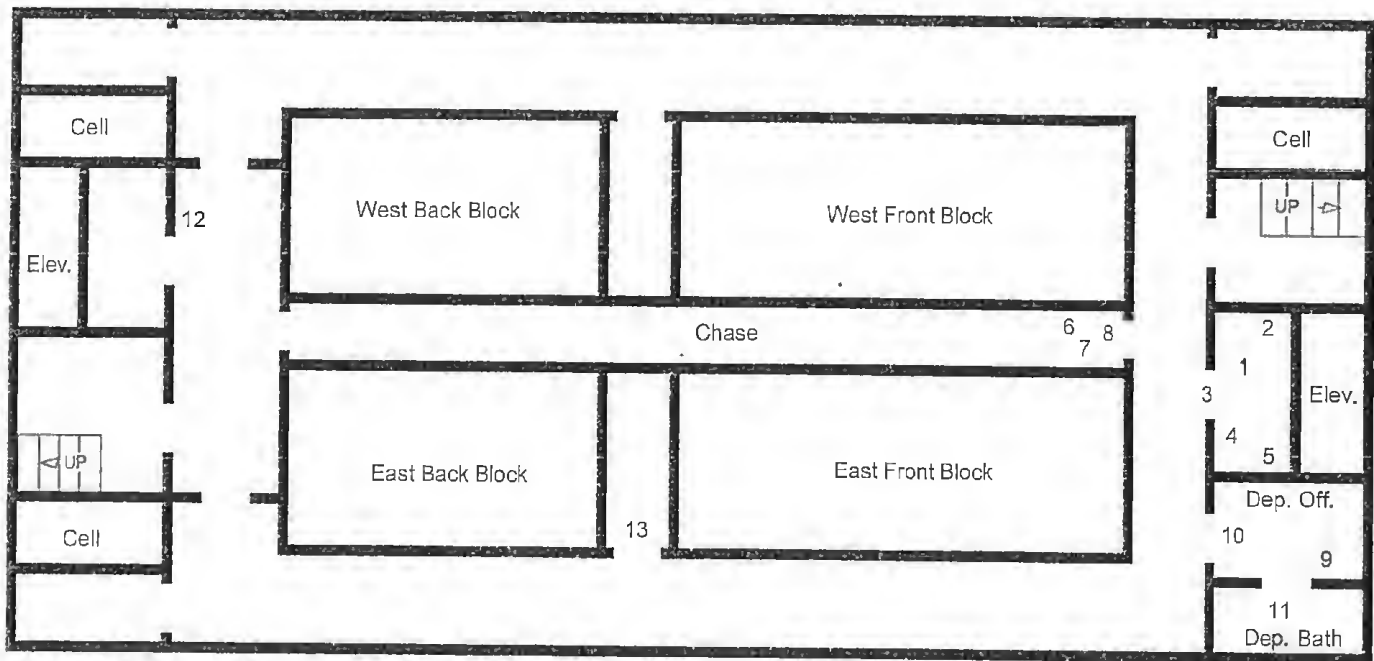 Cell
Cell
West Back Block
West Front Block
UP
12
Elev.
Chase
6
8
7
2
1
3
Elev.
4
5
UP
East Back Block
East Front Block
Dep. Off.
13
10
Cell
9
11
Dep. Bath